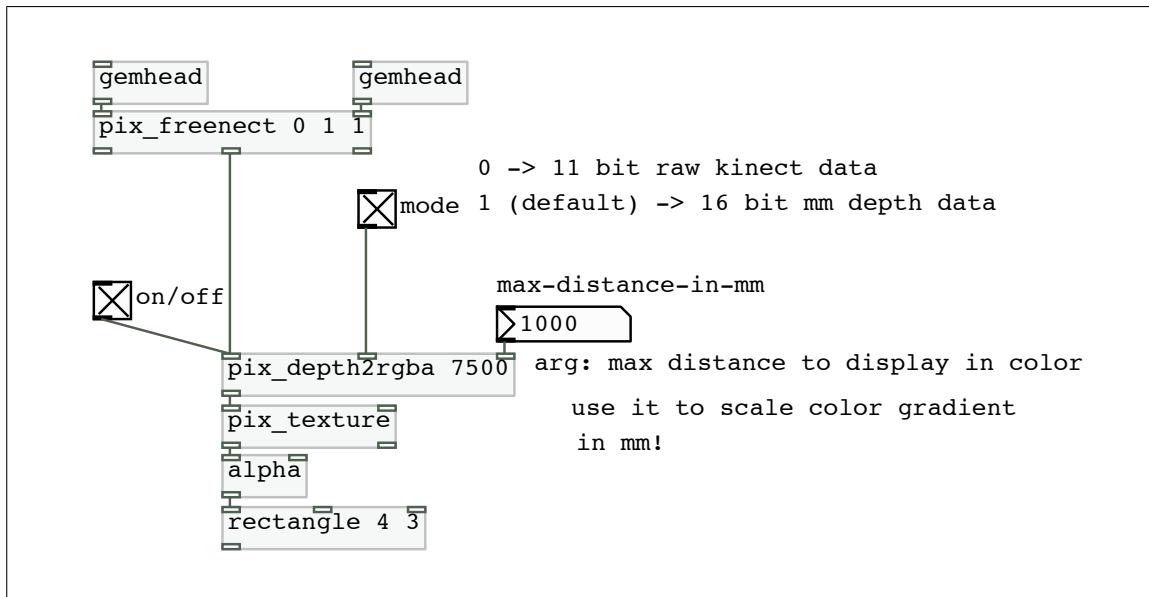 gemhead
gemhead
pix_freenect 0 1 1
0 -> 11 bit raw kinect data
mode
1 (default) -> 16 bit mm depth data
max-distance-in-mm
on/off
1000
pix_depth2rgba 7500
arg: max distance to display in color
use it to scale color gradient
in mm!
pix_texture
alpha
rectangle 4 3